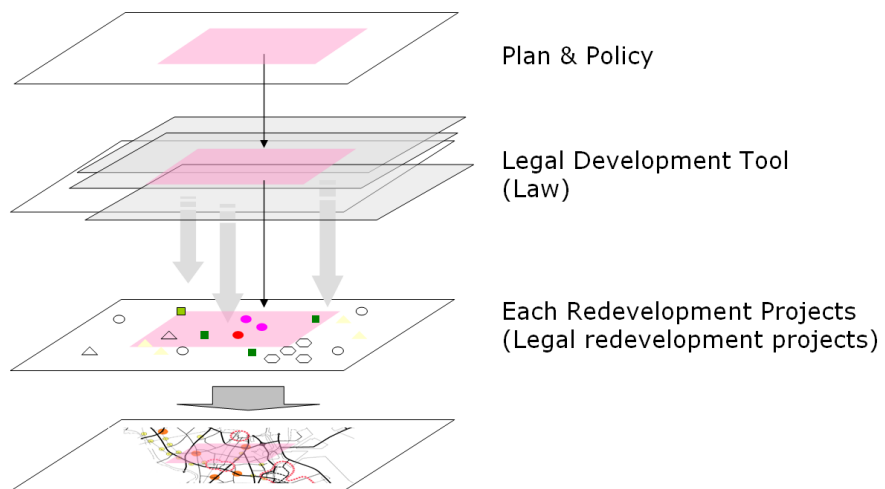 Plan & Policy
Legal Development Tool
(Law)
Each Redevelopment Projects
(Legal redevelopment projects)